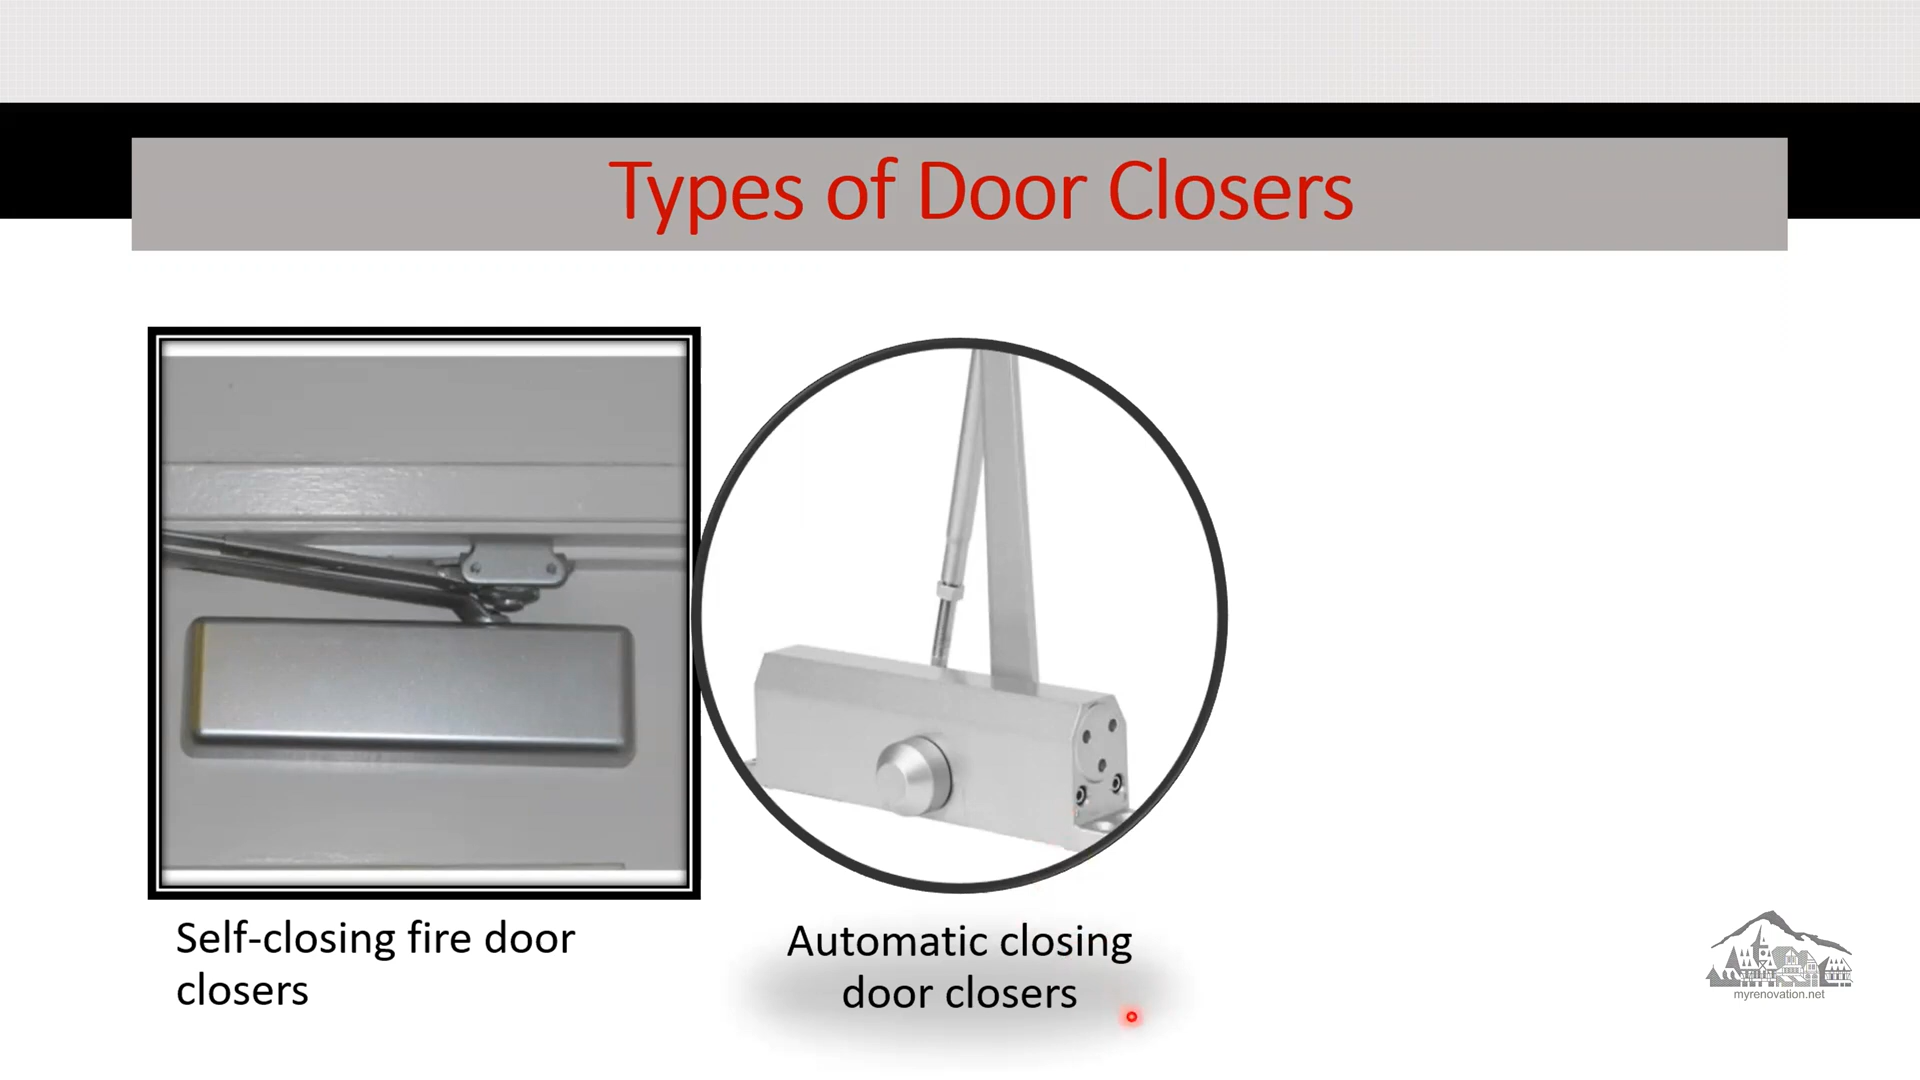 Types of Door Closers
Self-closing fire door
closers
Automatic closing
door closers
myrenovation.net